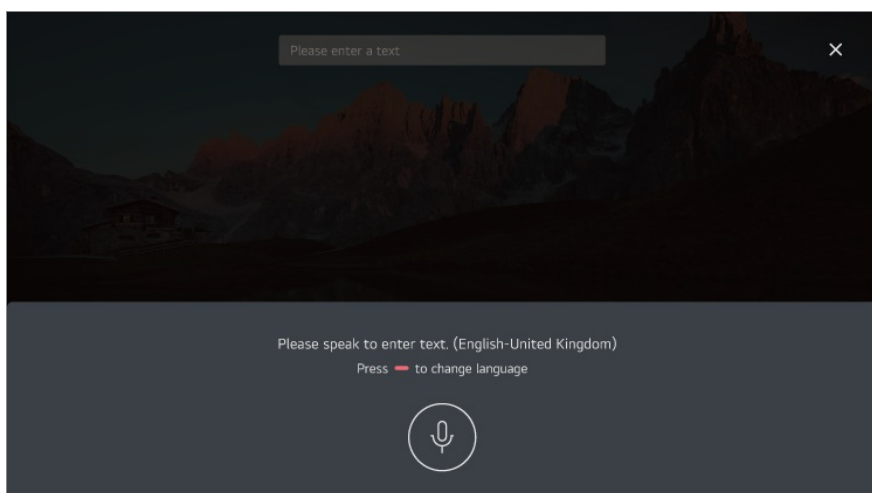 Please enter a text
Please speak to enter text. (English-United Kingdom)
Press to change language